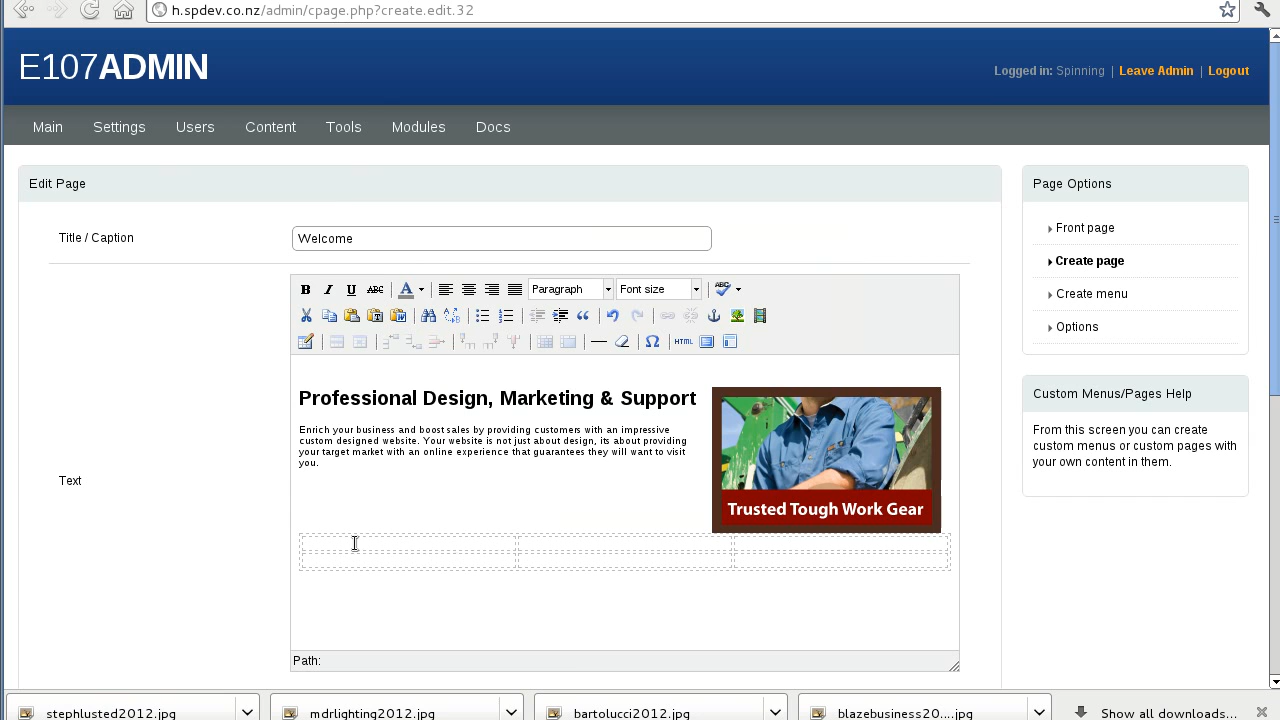 h.spdev.co.nz/admin/cpage.php?create.edit.32
E107ADMIN
Logged in: Spinning | Leave Admin | Logout
Main Settings Users Content Tools Modules Docs
Edit Page
Title / Caption
Welcome
B I U ABC A Paragraph Font size ABC
HTML
Professional Design, Marketing & Support
Enrich your business and boost sales by providing customers with an impressive
custom designed website. Your website is not just about design, its about providing
your target market with an online experience that guarantees they will want to visit
you.
Trusted Tough Work Gear
Text
Path:
Page Options
Front page
Create page
Create menu
Options
Custom Menus/Pages Help
From this screen you can create
custom menus or custom pages with
your own content in them.
stephlusted2012.jpg
mdrlighting2012.jpg
bartolucci2012.jpg
blazebusiness20....jpg
Show all downloads...